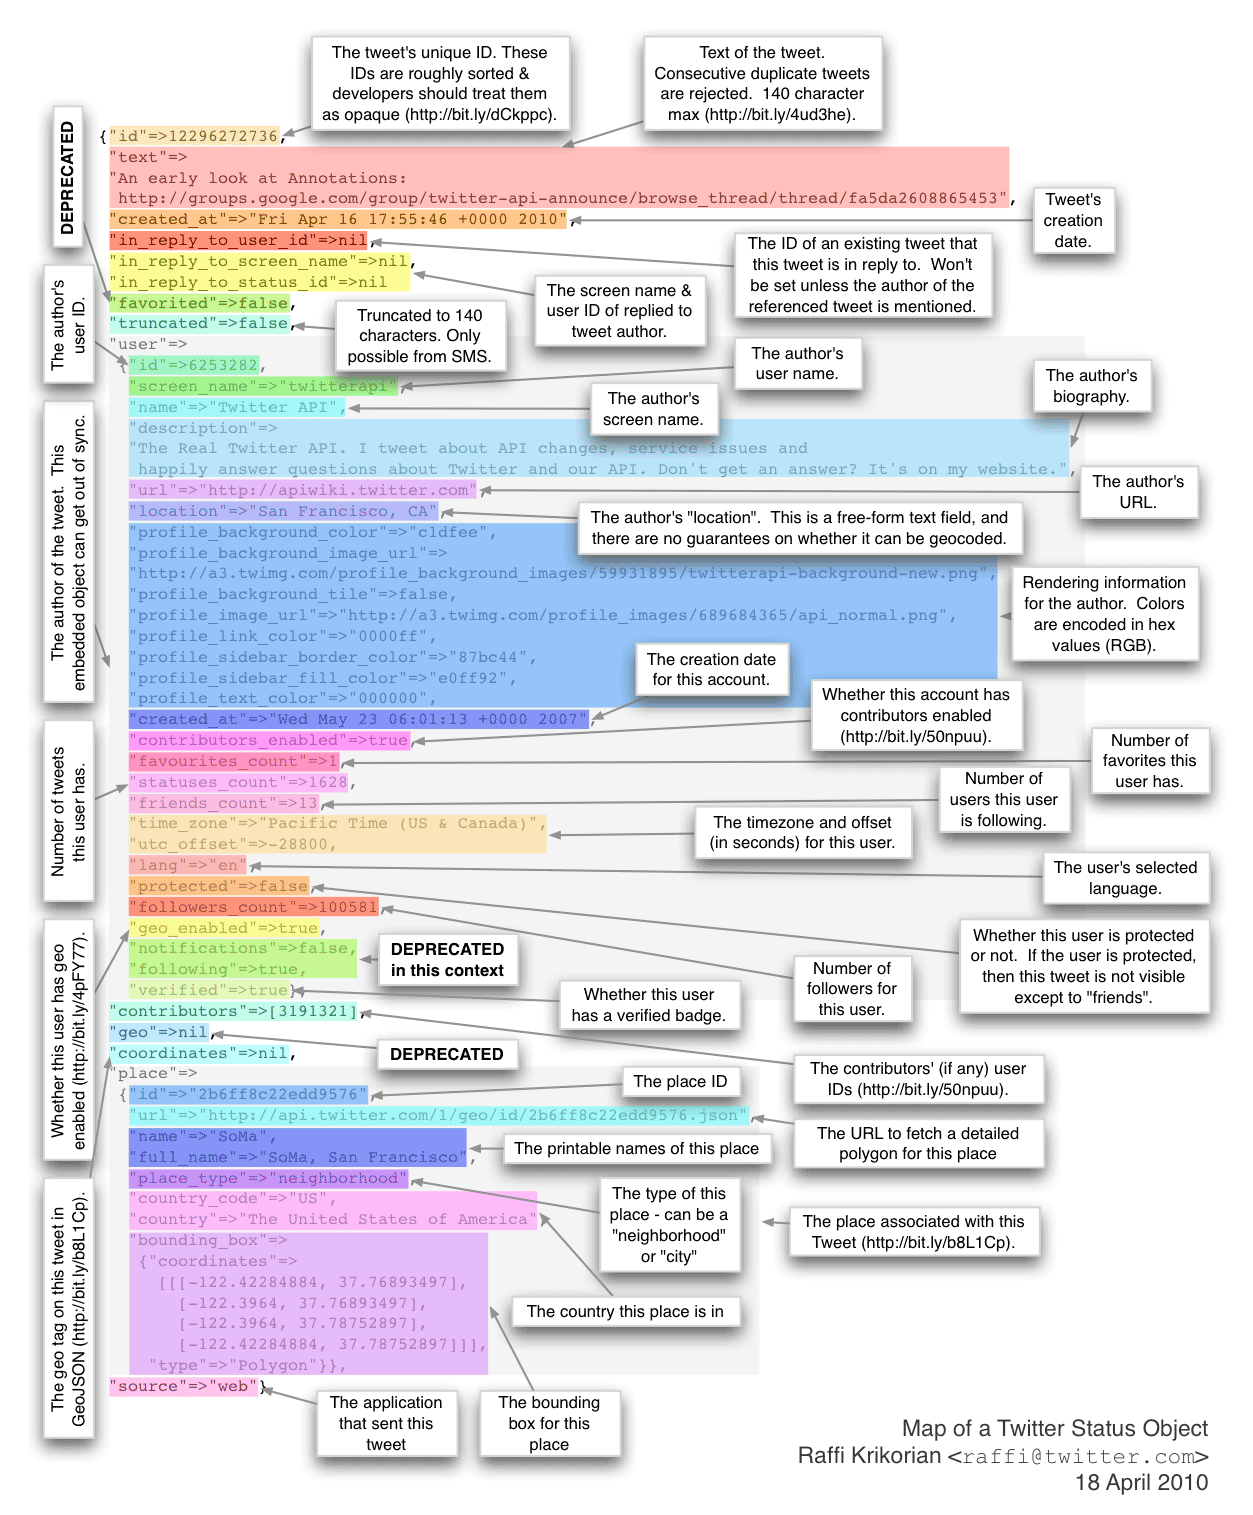 The tweet's unique ID. These
IDs are roughly sorted &
developers should treat them
as opaque (http://bit.ly/dCkppc).
Text of the tweet.
Consecutive duplicate tweets
are rejected. 140 character
max (http://bit.ly/4ud3he).
DEPRECATED
{"id"=>12296272736,
"text"=>
"An early look at Annotations:
http://groups.google.com/group/twitter-api-announce/browse_thread/thread/fa5da2608865453",
"created_at"=>"Fri Apr 16 17:55:46 +0000 2010",
Tweet's
creation
date.
"in_reply_to_user_id"=>nil,
"in_reply_to_screen_name"=>nil,
"in_reply_to_status_id"=>nil
The ID of an existing tweet that
this tweet is in reply to. Won't
be set unless the author of the
referenced tweet is mentioned.
The screen name &
user ID of replied to
tweet author.
"favorited"=>false,
"truncated"=>false,
Truncated to 140
characters. Only
possible from SMS.
The author's
user ID.
"user"=>
{"id"=>6253282,
"screen_name"=>"twitterapi",
The author's
user name.
"name"=>"Twitter API",
The author's
screen name.
The author's
biography.
"description"=>
"The Real Twitter API. I tweet about API changes, service issues and
happily answer questions about Twitter and our API. Don't get an answer? It's on my website.",
"url"=>"http://apiwiki.twitter.com",
The author's
URL.
"location"=>"San Francisco, CA",
The author's "location". This is a free-form text field, and
there are no guarantees on whether it can be geocoded.
The author of the tweet. This
embedded object can get out of sync.
"profile_background_color"=>"c1dfee",
"profile_background_image_url"=>
"http://a3.twimg.com/profile_background_images/59931895/twitterapi-background-new.png",
"profile_background_tile"=>false,
"profile_image_url"=>"http://a3.twimg.com/profile_images/689684365/api_normal.png",
"profile_link_color"=>"0000ff",
"profile_sidebar_border_color"=>"87bc44",
"profile_sidebar_fill_color"=>"e0ff92",
"profile_text_color"=>"000000",
Rendering information
for the author. Colors
are encoded in hex
values (RGB).
The creation date
for this account.
"created_at"=>"Wed May 23 06:01:13 +0000 2007",
Whether this account has
contributors enabled
(http://bit.ly/50npuu).
"contributors_enabled"=>true,
"favourites_count"=>1,
Number of
favorites this
user has.
Number of tweets
this user has.
"statuses_count"=>1628,
"friends_count"=>13,
Number of
users this user
is following.
"time_zone"=>"Pacific Time (US & Canada)",
"utc_offset"=>-28800,
The timezone and offset
(in seconds) for this user.
"lang"=>"en",
The user's selected
language.
"protected"=>false,
Whether this user is protected
or not. If the user is protected,
then this tweet is not visible
except to "friends".
"followers_count"=>100581,
Number of
followers for
this user.
"geo_enabled"=>true,
Whether this user has geo
enabled (http://bit.ly/4pFY77).
"notifications"=>false,
"following"=>true,
DEPRECATED
in this context
"verified"=>true},
Whether this user
has a verified badge.
"contributors"=>[3191321],
The contributors' (if any) user
IDs (http://bit.ly/50npuu).
"geo"=>nil,
DEPRECATED
"coordinates"=>nil,
The geo tag on this tweet in
GeoJSON (http://bit.ly/b8L1Cp).
"place"=>
{"id"=>"2b6ff8c22edd9576",
The place ID
"url"=>"http://api.twitter.com/1/geo/id/2b6ff8c22edd9576.json",
The URL to fetch a detailed
polygon for this place
"name"=>"SoMa",
"full_name"=>"SoMa, San Francisco",
The printable names of this place
"place_type"=>"neighborhood",
The type of this
place - can be a
"neighborhood"
or "city"
The place associated with this
Tweet (http://bit.ly/b8L1Cp).
"country_code"=>"US",
"country"=>"The United States of America",
The country this place is in
"bounding_box"=>
{"coordinates"=>
[[[-122.42284884, 37.76893497],
[-122.3964, 37.76893497],
[-122.3964, 37.78752897],
[-122.42284884, 37.78752897]]],
"type"=>"Polygon"}},
The bounding
box for this
place
"source"=>"web"}
The application
that sent this
tweet
Map of a Twitter Status Object
Raffi Krikorian <raffi@twitter.com>
18 April 2010